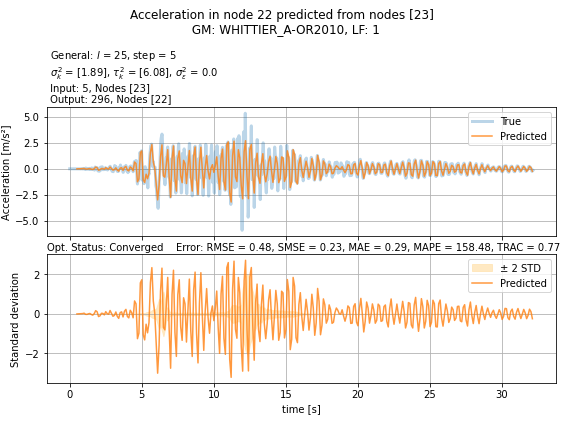 Acceleration in node 22 predicted from nodes [23]
GM: WHITTIER_A-OR2010, LF: 1
General: l = 25, step = 5
σ²ₖ = [1.89], τ²ₖ = [6.08], σ²ε = 0.0
Input: 5, Nodes [23]
Output: 296, Nodes [22]
Acceleration [m/s²]
5.0
2.5
0.0
−2.5
−5.0
True
Predicted
Opt. Status: Converged Error: RMSE = 0.48, SMSE = 0.23, MAE = 0.29, MAPE = 158.48, TRAC = 0.77
Standard deviation
2
0
−2
± 2 STD
Predicted
0 5 10 15 20 25 30
time [s]